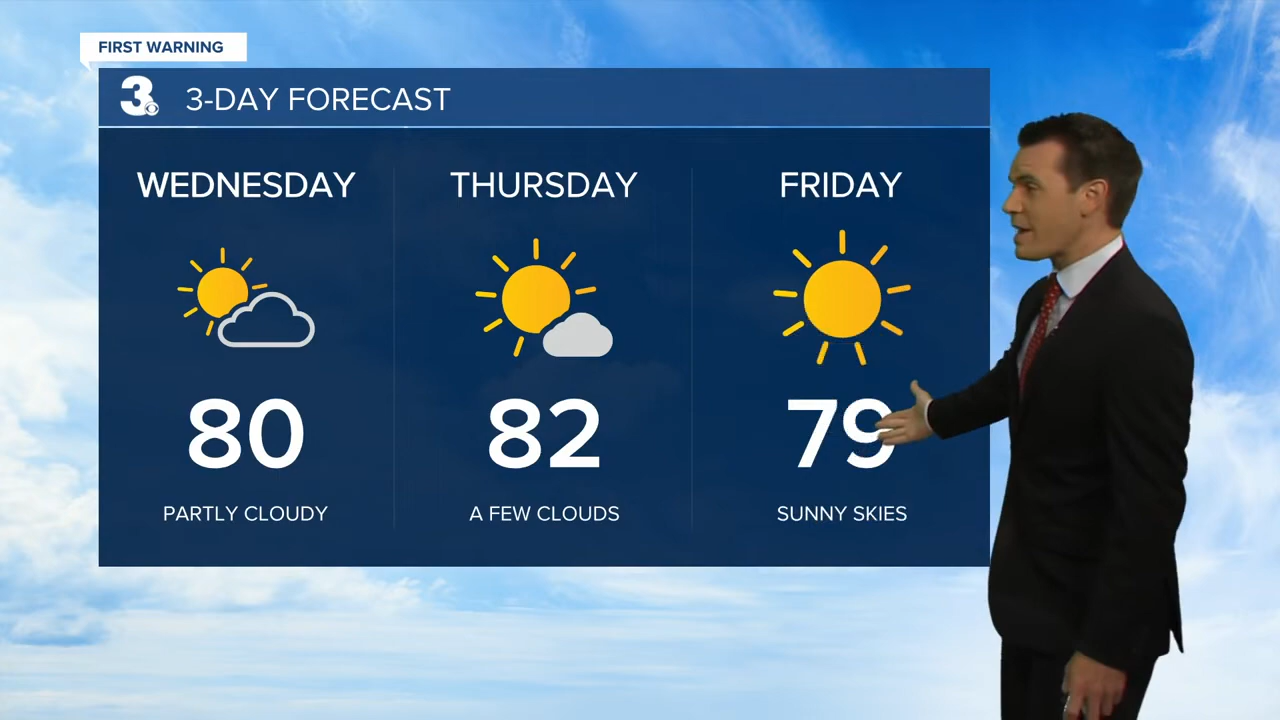 FIRST WARNING
3 3-DAY FORECAST
WEDNESDAY THURSDAY FRIDAY
80 82 79
PARTLY CLOUDY A FEW CLOUDS SUNNY SKIES